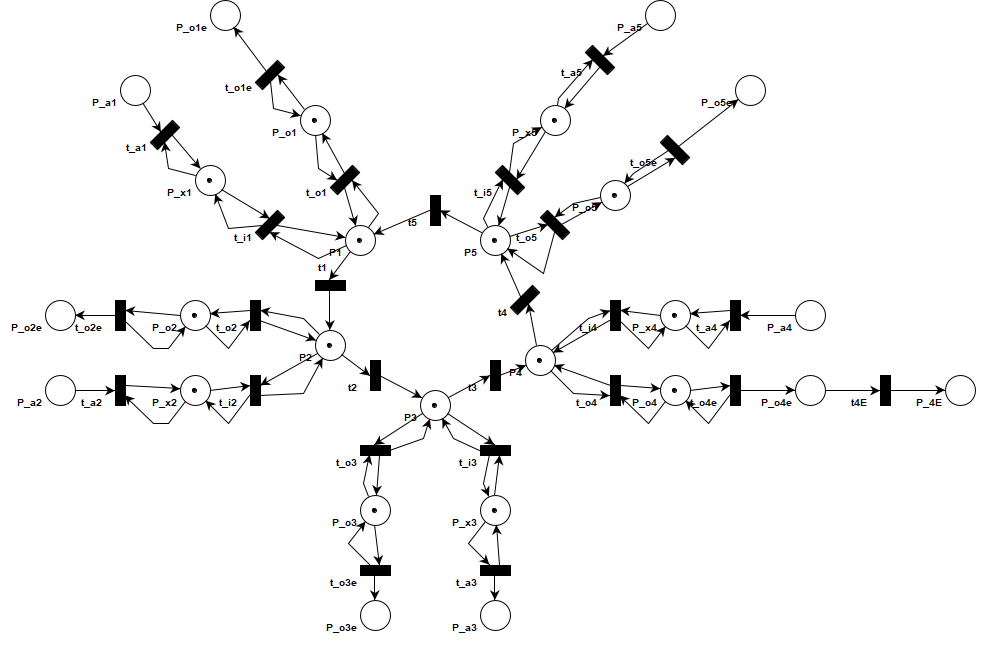 P_o1e
P_a5
t_a5
t_o1e
P_a1
P_o5e
P_o1
P_x5
t_a1
t_o5e
P_x1
t_o1
t_i5
P_o5
t_i1
t5
t_o5
P1
P5
t1
t4
P_o2e
t_o2e
P_o2
t_o2
t_i4
P_x4
t_a4
P_a4
P2
P4
t2
t3
P_a2
t_a2
P_x2
t_i2
t_o4
P_o4
t_o4e
P_o4e
t4E
P_4E
P3
t_o3
t_i3
P_o3
P_x3
t_o3e
t_a3
P_o3e
P_a3